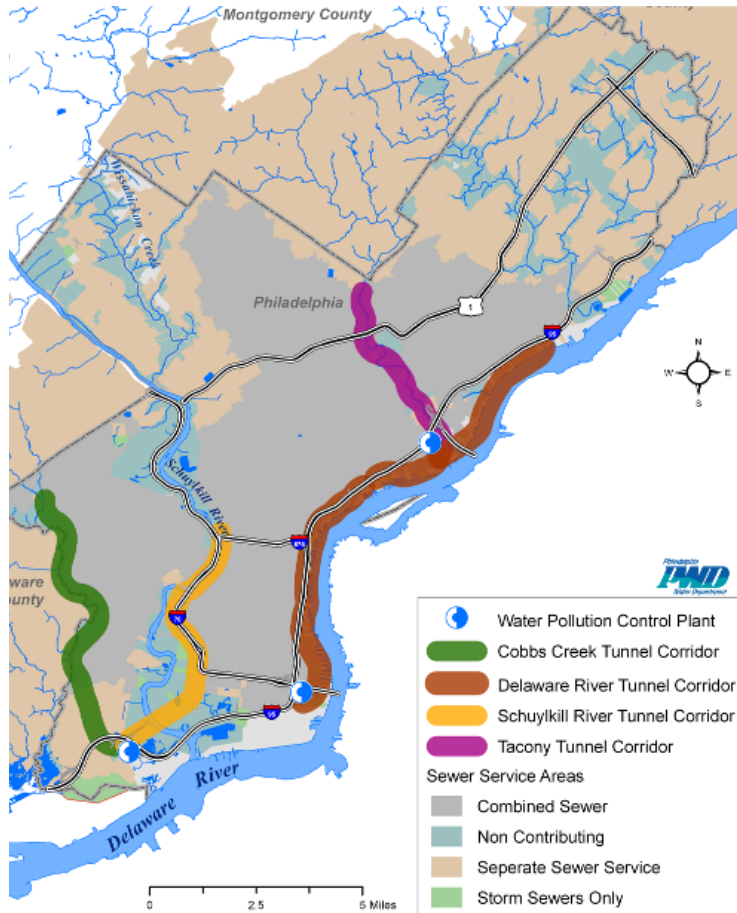 Montgomery County
County
Wissahickon Creek
Philadelphia
1
95
N
W E
S
Schuylkill River
676
ware
ounty
76
95
Delaware River
Philadelphia
PWD
Water Department
Water Pollution Control Plant
Cobbs Creek Tunnel Corridor
Delaware River Tunnel Corridor
Schuylkill River Tunnel Corridor
Tacony Tunnel Corridor
Sewer Service Areas
Combined Sewer
Non Contributing
Seperate Sewer Service
Storm Sewers Only
0 2.5 5 Miles